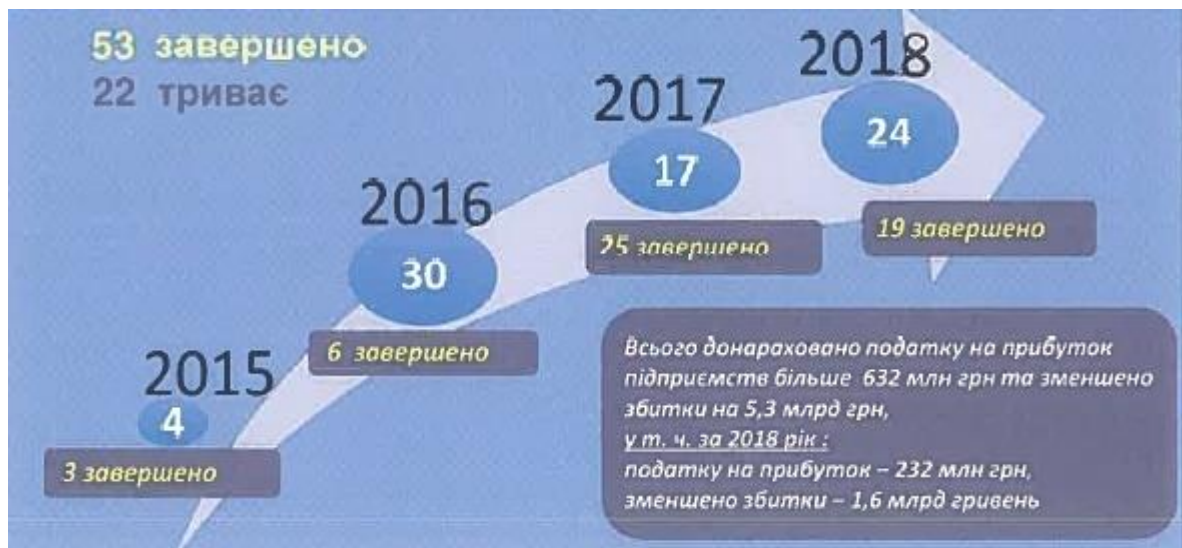 53 завершено
22 триває
2015
4
3 завершено
2016
30
6 завершено
2017
17
25 завершено
2018
24
19 завершено
Всього донараховано податку на прибуток
підприємств більше 632 млн грн та зменшено
збитки на 5,3 млрд грн,
у т. ч. за 2018 рік :
податку на прибуток – 232 млн грн,
зменшено збитки – 1,6 млрд гривень